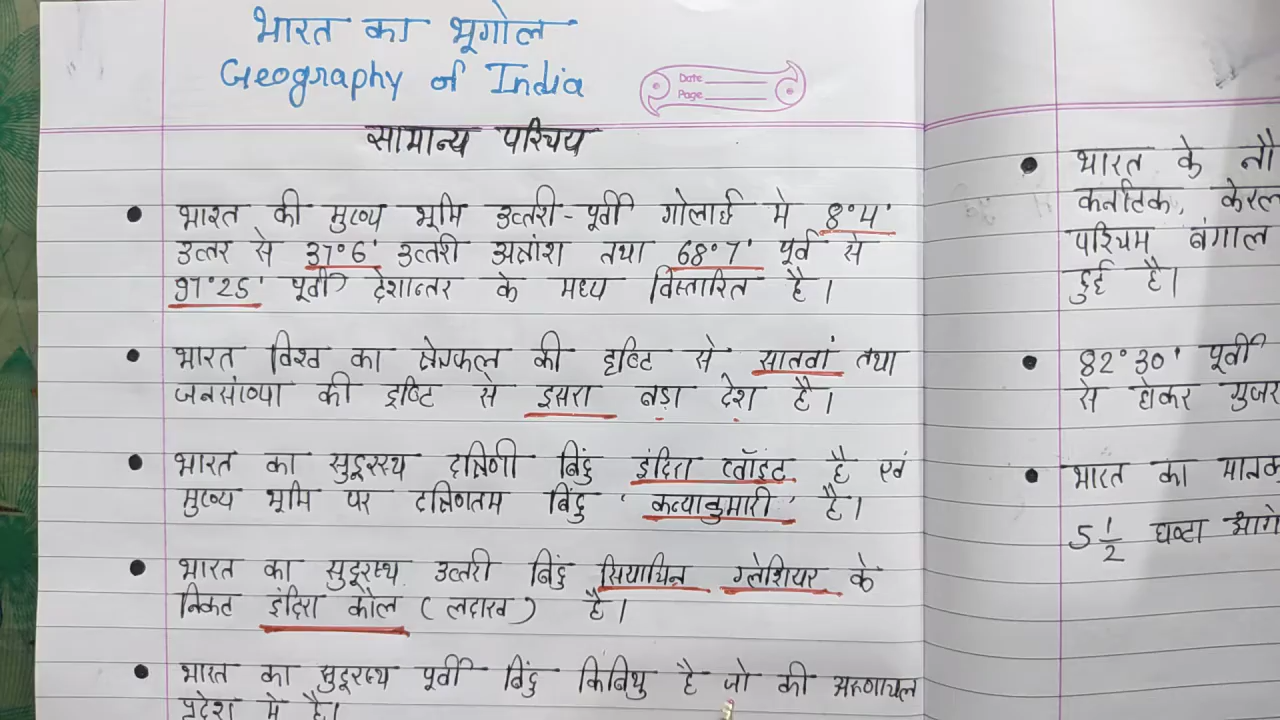 भारत का भूगोल
Geography of India
Date
Page
सामान्य परिचय
भारत की मुख्य भूमि उत्तरी-पूर्वी गोलार्द्ध मे 8°4'
उत्तर से 37°6' उत्तरी अक्षांश तथा 68°7' पूर्व से
97°25' पूर्वी देशान्तर के मध्य विस्तारित है।
भारत विश्व का क्षेत्रफल की दृष्टि से सातवां तथा
जनसंख्या की दृष्टि से दूसरा बड़ा देश है।
भारत का सुदूरस्थ दक्षिणी बिंदु इंदिरा प्वॉइंट है एवं
मुख्य भूमि पर दक्षिणतम बिंदु 'कन्याकुमारी' है।
भारत का सुदूरस्थ उत्तरी बिंदु सियाचिन ग्लेशियर के
निकट इंदिरा कौल (लदाख) है।
भारत का सुदूरस्थ पूर्वी बिंदु किबिथु है जो की अरुणाचल
प्रदेश मे है।
भारत के नौ
कर्नाटक, केरल
पश्चिम बंगाल
हुई है।
82°30' पूर्वी
से होकर गुजर
भारत का मानक
5 1/2 घण्टा आगे